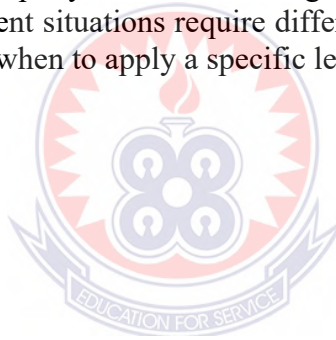 ent situations require differ
when to apply a specific le
EDUCATION FOR SERVICE